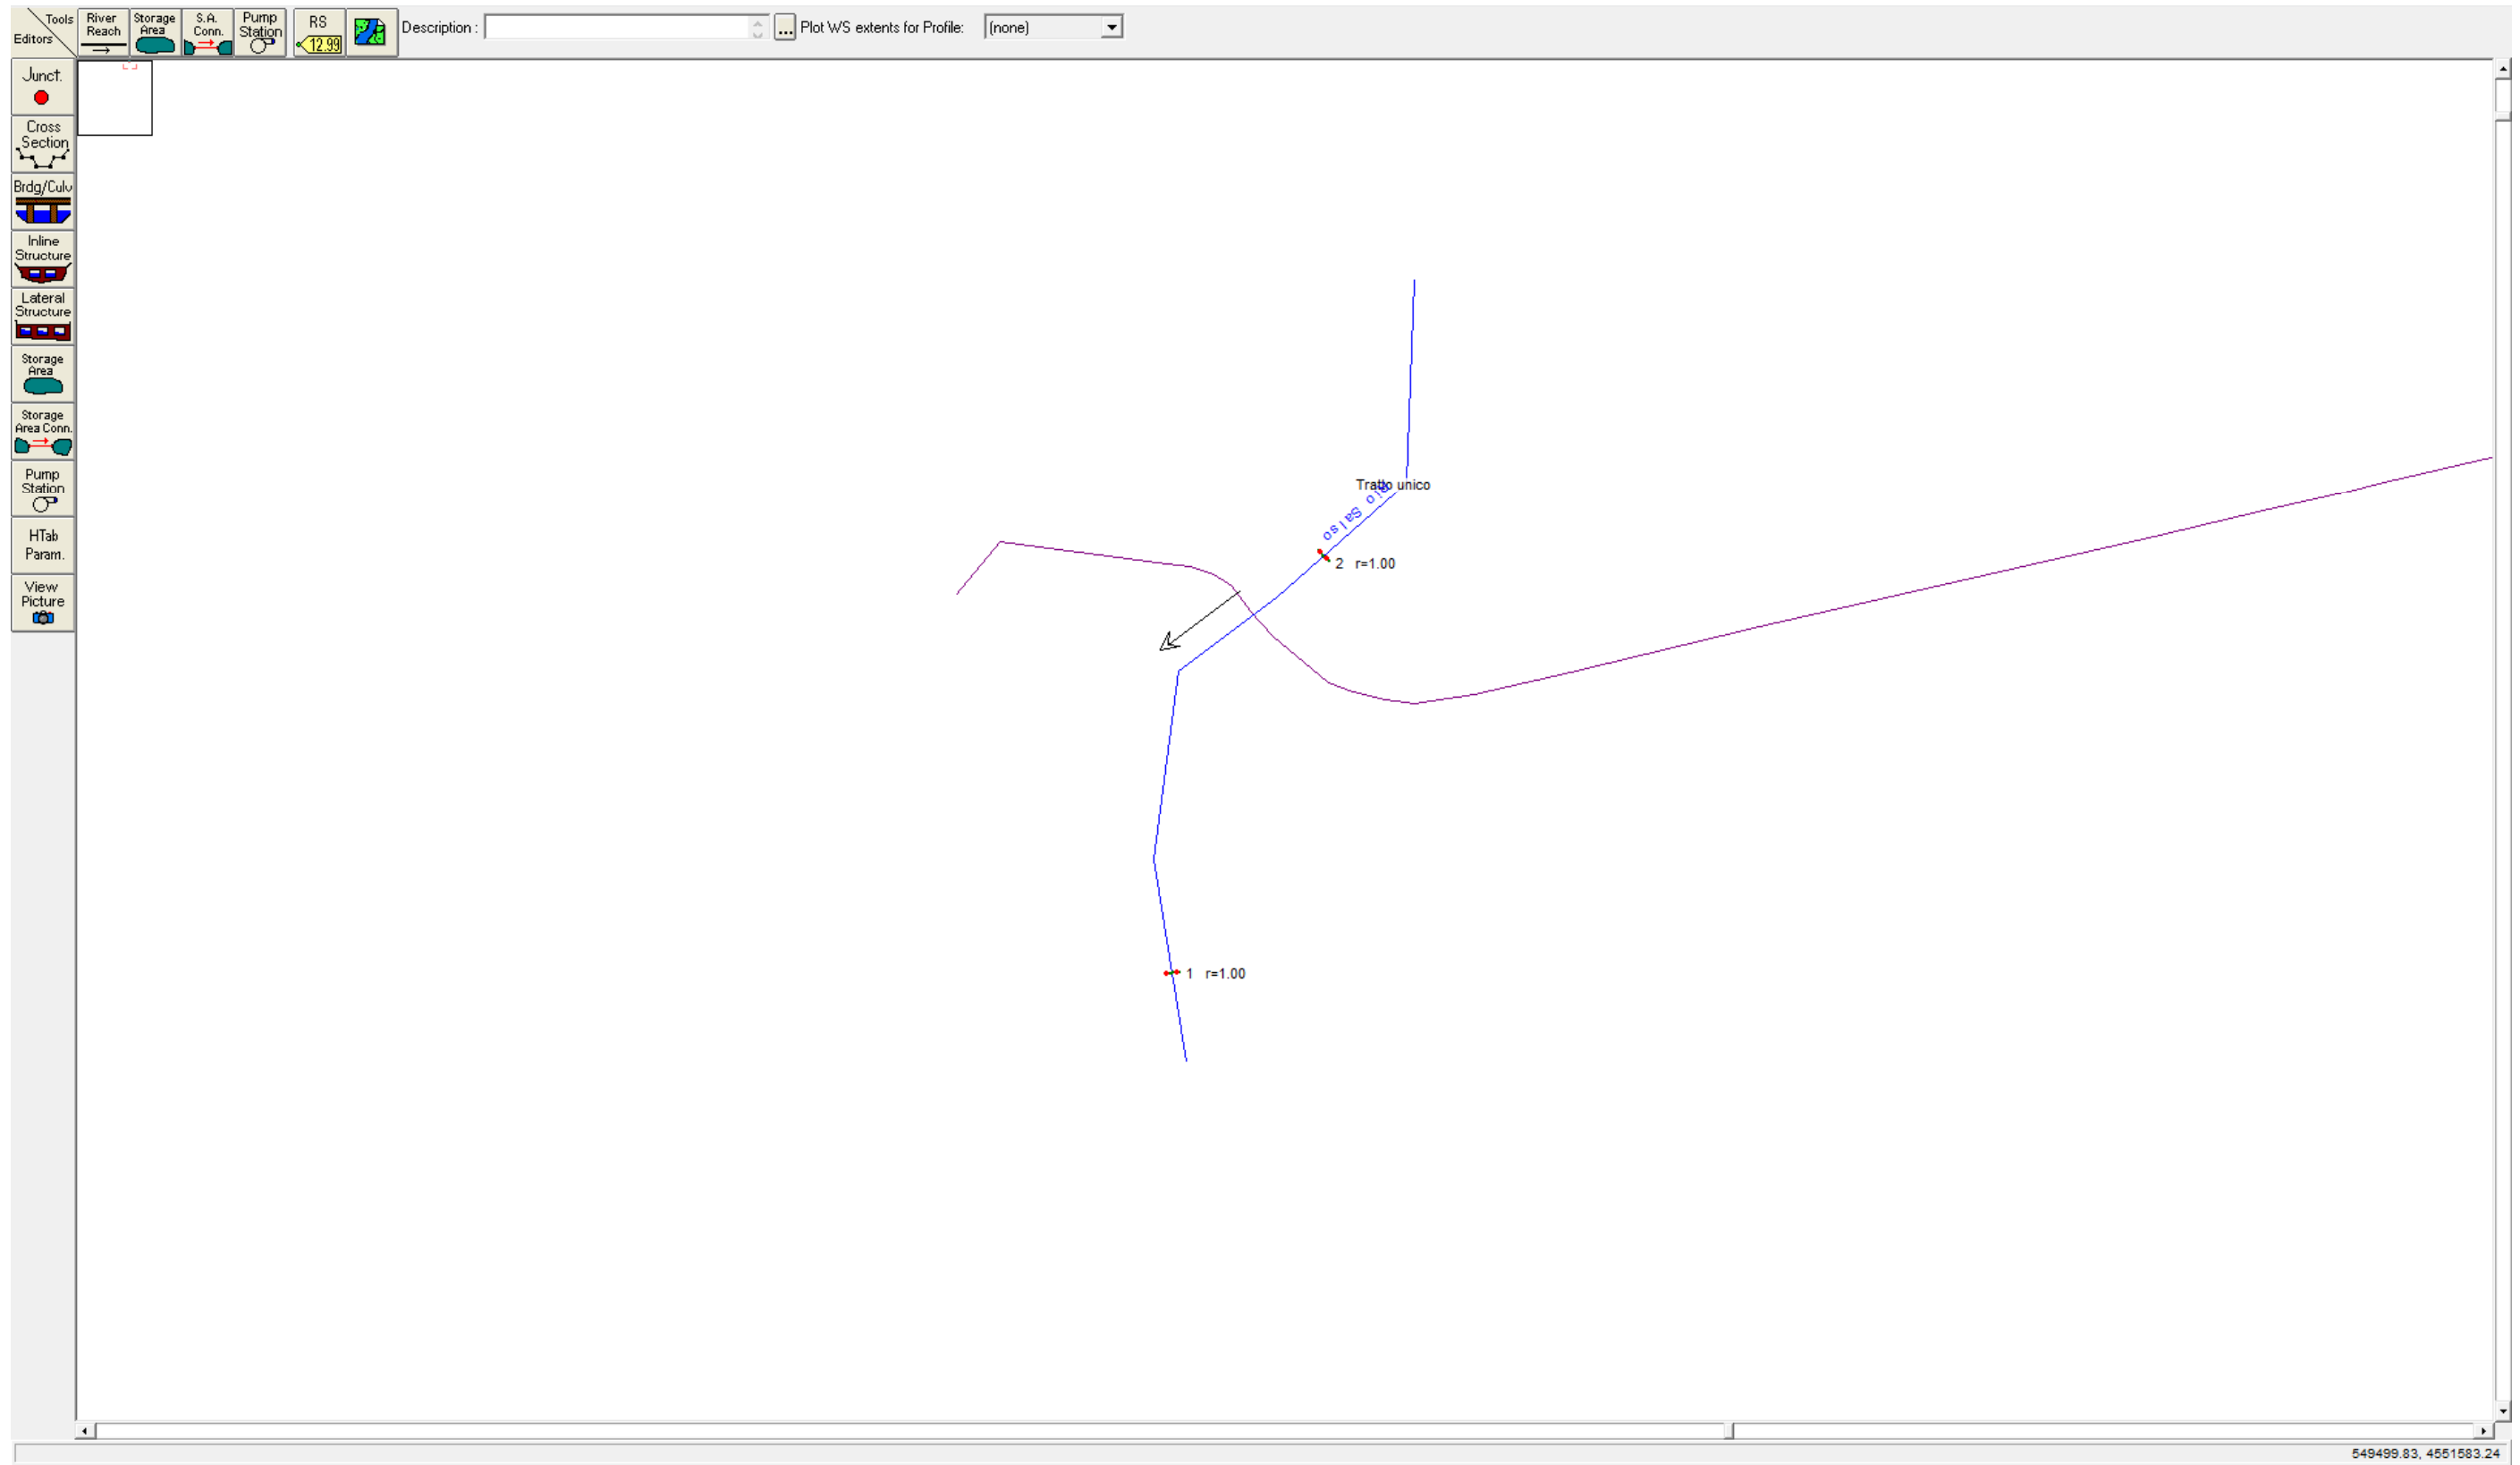 Tools
Editors
River
Reach
Storage
Area
S.A.
Conn.
Pump
Station
RS
12.99
Description :
...
Plot WS extents for Profile:
(none)
Junct.
Cross
Section
Brdg/Culv
Inline
Structure
Lateral
Structure
Storage
Area
Storage
Area Conn.
Pump
Station
HTab
Param.
View
Picture
Tratto unico
Rio Salso
2 r=1.00
1 r=1.00
549499.83, 4551583.24